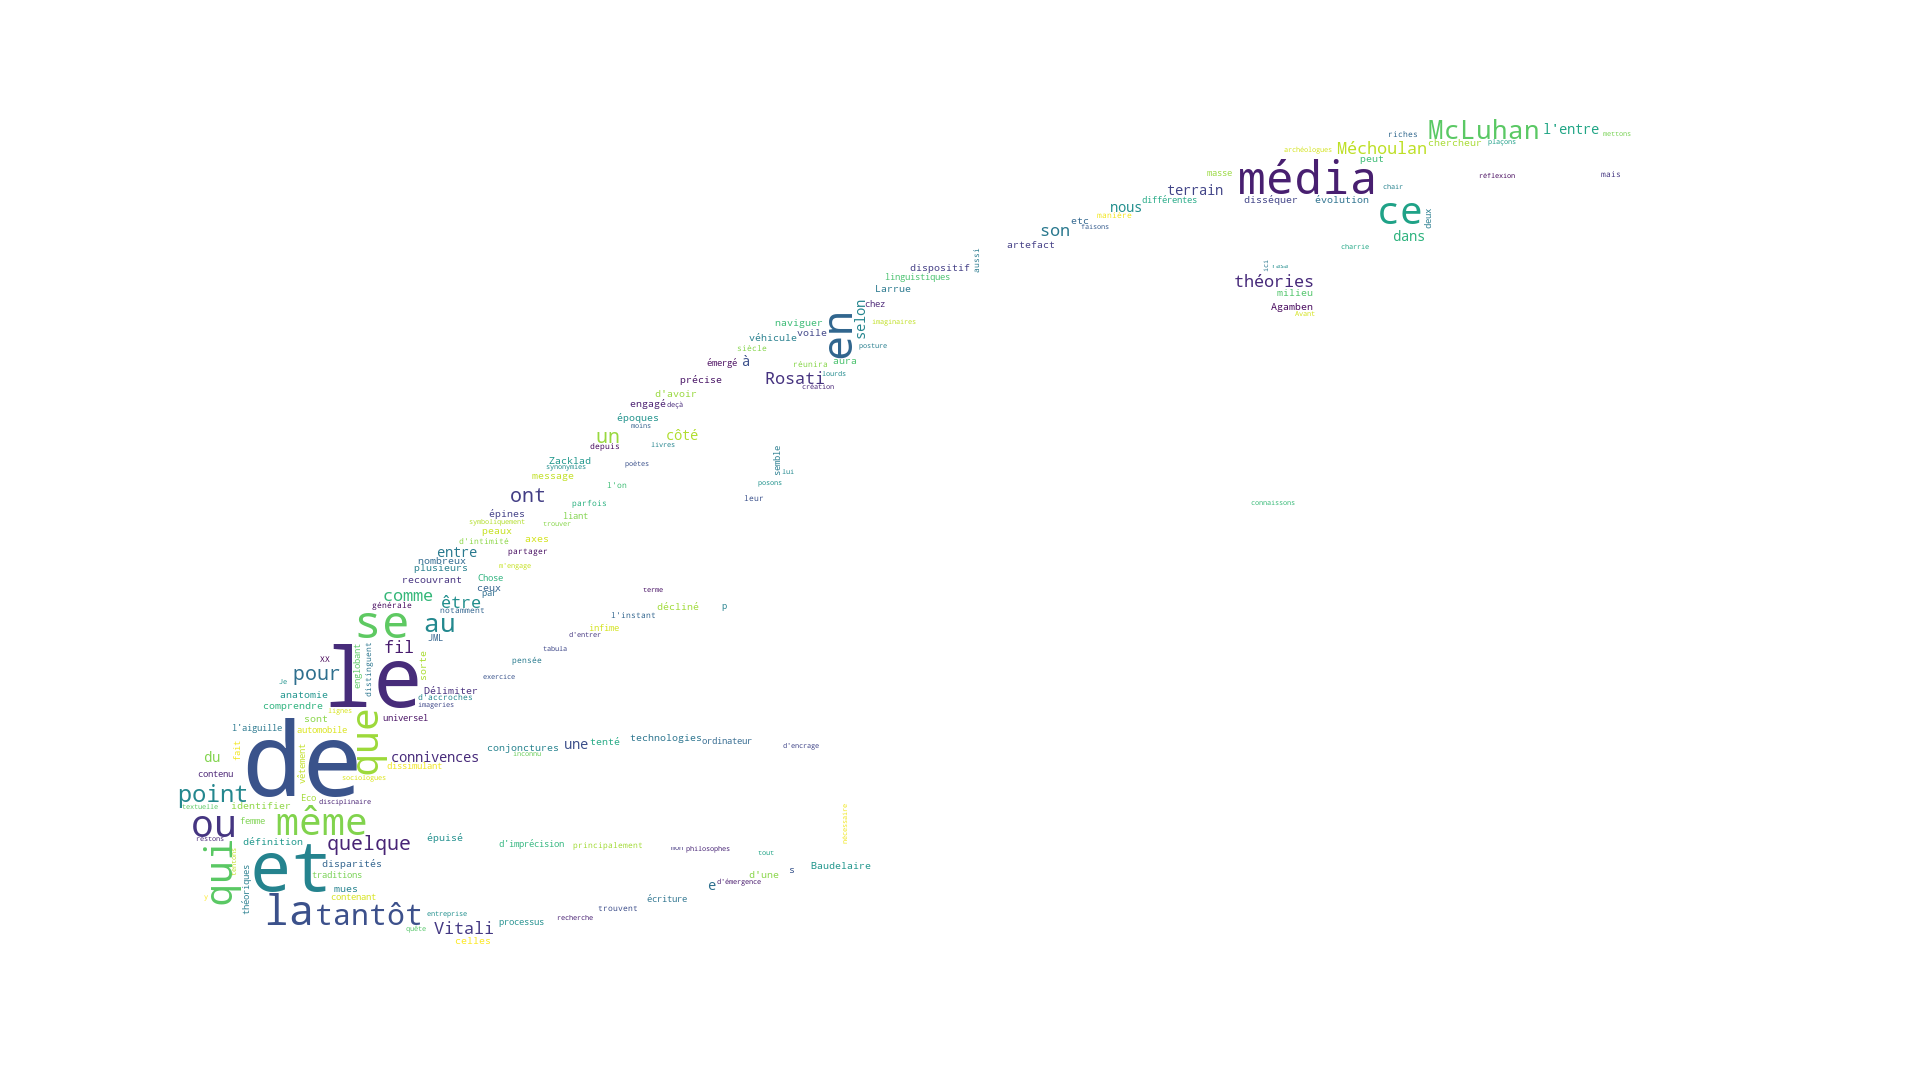 McLuhan l'entre
mettons
riches
plaçons
archéologues Méchoulan chercheur
peut
masse média
réflexion mais
chair
terrain
différentes disséquer évolution
nous ce deux
manière
etc
son faisons dans
artefact charrie
aussi ici
dispositif
linguistiques théories
Larrue milieu
chez Agamben
Avant
naviguer en selon imaginaires
véhicule voile
siècle posture
émergé à réunira aura
précise Rosati lourds
création
d'avoir
engagé deçà
époques
moins
un côté
depuis livres
Zacklad semble
synonymies poètes
message lui
l'on posons
ont leur
parfois connaissons
épines liant
symboliquement trouver
peaux
d'intimité axes
entre partager
nombreux
plusieurs m'engage
recouvrant Chose
ceux
comme par terme
générale être décliné p
notamment
se au l'instant
infime
JML d'entrer
fil tabula
XX englobant distinguent sorte pensée
pour le exercice
Je
anatomie Délimiter
comprendre d'accroches
imageries
lignes
sont universel
l'aiguille automobile
que
technologies
ordinateur
conjonctures une tenté d'encrage
inconnu
du fait de vêtement connivences
dissimulant
contenu sociologues
point Eco disciplinaire
textuelle identifier
ou femme même
restons
définition quelque épuisé
d'imprécision principalement
non philosophes tout nécessaire
qui et disparités Baudelaire
traditions d'une s
théoriques mues e d'émergence
contenant écriture
la tantôt trouvent
entreprise recherche
quête Vitali processus
celles